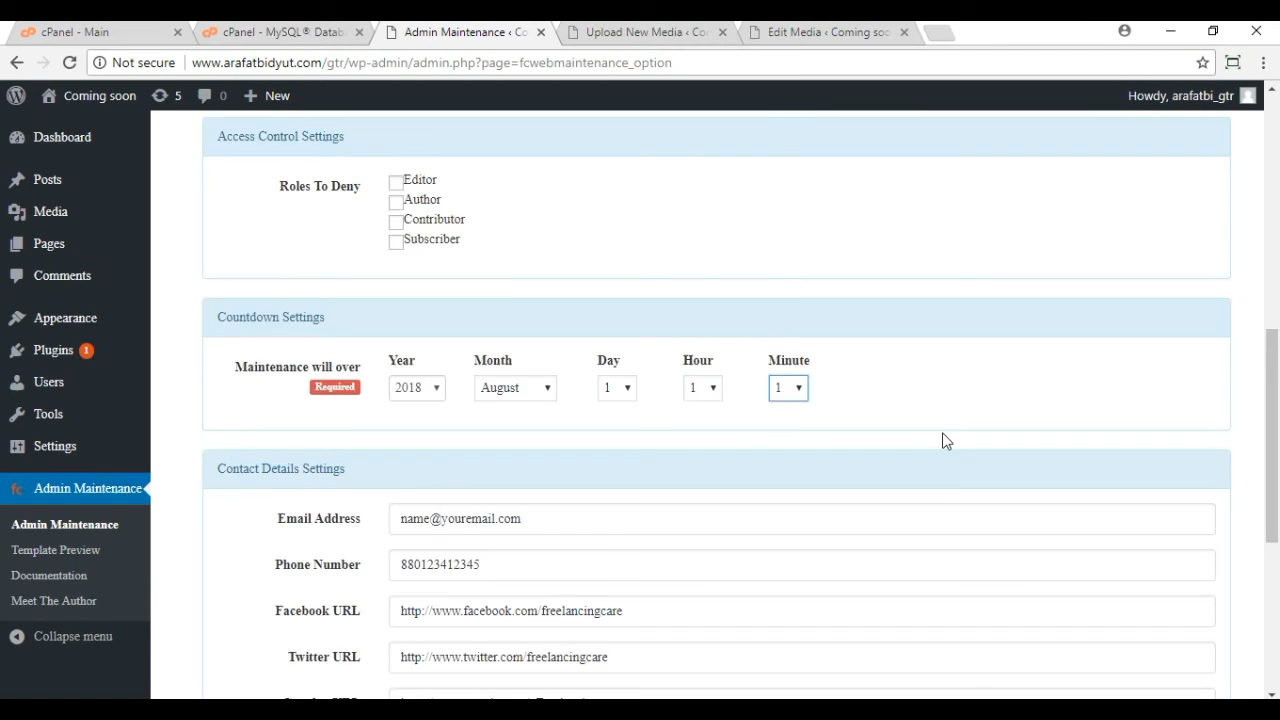 cPanel - Main
cPanel - MySQL® Datab
Admin Maintenance ‹ Co
Upload New Media ‹ Co
Edit Media ‹ Coming soo
Not secure
www.arafatbidyut.com/gtr/wp-admin/admin.php?page=fcwebmaintenance_option
Coming soon
5
0
New
Howdy, arafatbi_gtr
Dashboard
Posts
Media
Pages
Comments
Appearance
Plugins 1
Users
Tools
Settings
fc Admin Maintenance
Admin Maintenance
Template Preview
Documentation
Meet The Author
Collapse menu
Access Control Settings
Roles To Deny
Editor
Author
Contributor
Subscriber
Countdown Settings
Maintenance will over
Required
Year Month Day Hour Minute
2018 August 1 1 1
Contact Details Settings
Email Address name@youremail.com
Phone Number 880123412345
Facebook URL http://www.facebook.com/freelancingcare
Twitter URL http://www.twitter.com/freelancingcare